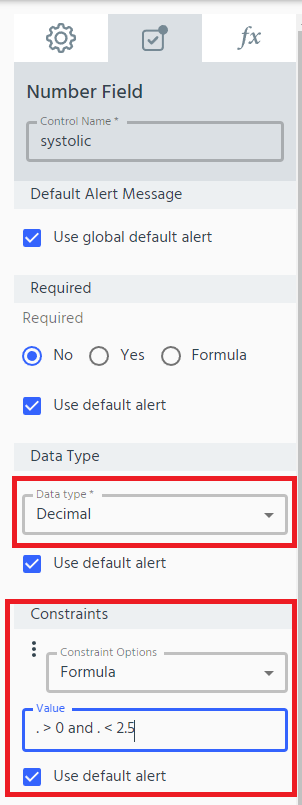 fx
Number Field
Control Name *
systolic
Default Alert Message
Use global default alert
Required
Required
No Yes Formula
Use default alert
Data Type
Data type *
Decimal
Use default alert
Constraints
Constraint Options
Formula
Value
. > 0 and . < 2.5
Use default alert